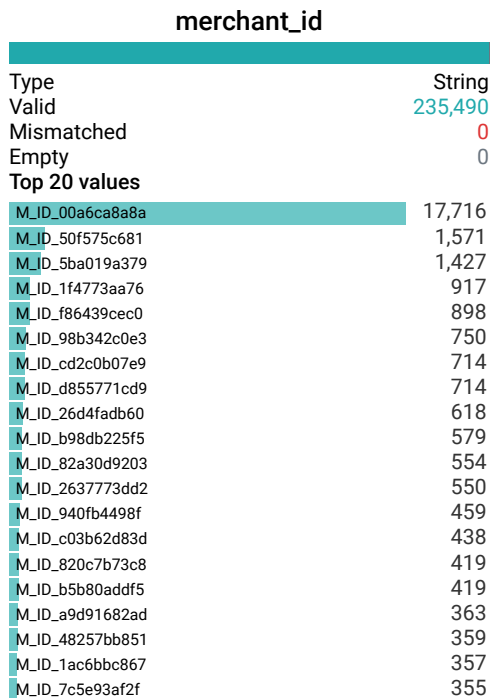 merchant_id
Type String
Valid 235,490
Mismatched 0
Empty 0
Top 20 values
M_ID_00a6ca8a8a 17,716
M_ID_50f575c681 1,571
M_ID_5ba019a379 1,427
M_ID_1f4773aa76 917
M_ID_f86439cec0 898
M_ID_98b342c0e3 750
M_ID_cd2c0b07e9 714
M_ID_d855771cd9 714
M_ID_26d4fadb60 618
M_ID_b98db225f5 579
M_ID_82a30d9203 554
M_ID_2637773dd2 550
M_ID_940fb4498f 459
M_ID_c03b62d83d 438
M_ID_820c7b73c8 419
M_ID_b5b80addf5 419
M_ID_a9d91682ad 363
M_ID_48257bb851 359
M_ID_1ac6bbc867 357
M_ID_7c5e93af2f 355